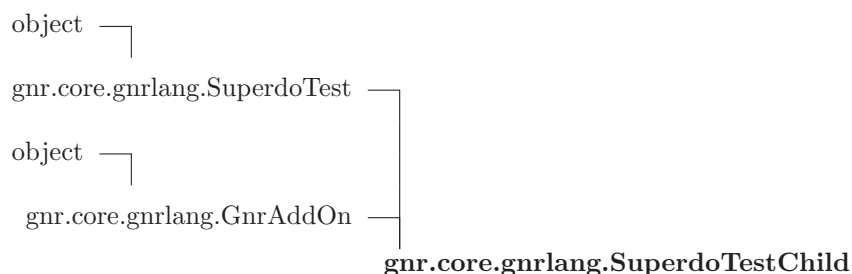 object
gnr.core.gnrlang.SuperdoTest
object
gnr.core.gnrlang.GnrAddOn
gnr.core.gnrlang.SuperdoTestChild